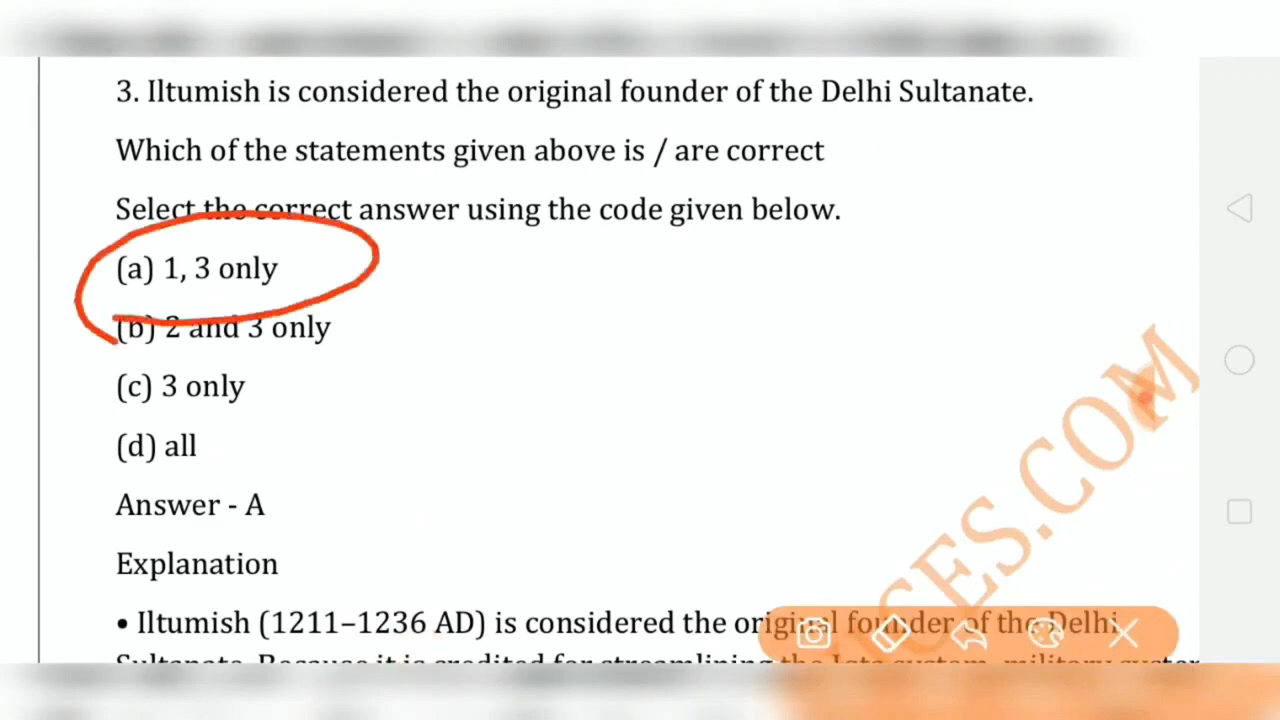 3. Iltumish is considered the original founder of the Delhi Sultanate.
Which of the statements given above is / are correct
Select the correct answer using the code given below.
(a) 1, 3 only
(b) 2 and 3 only
(c) 3 only
(d) all
Answer - A
Explanation
• Iltumish (1211–1236 AD) is considered the original founder of the Delhi
CES.COM